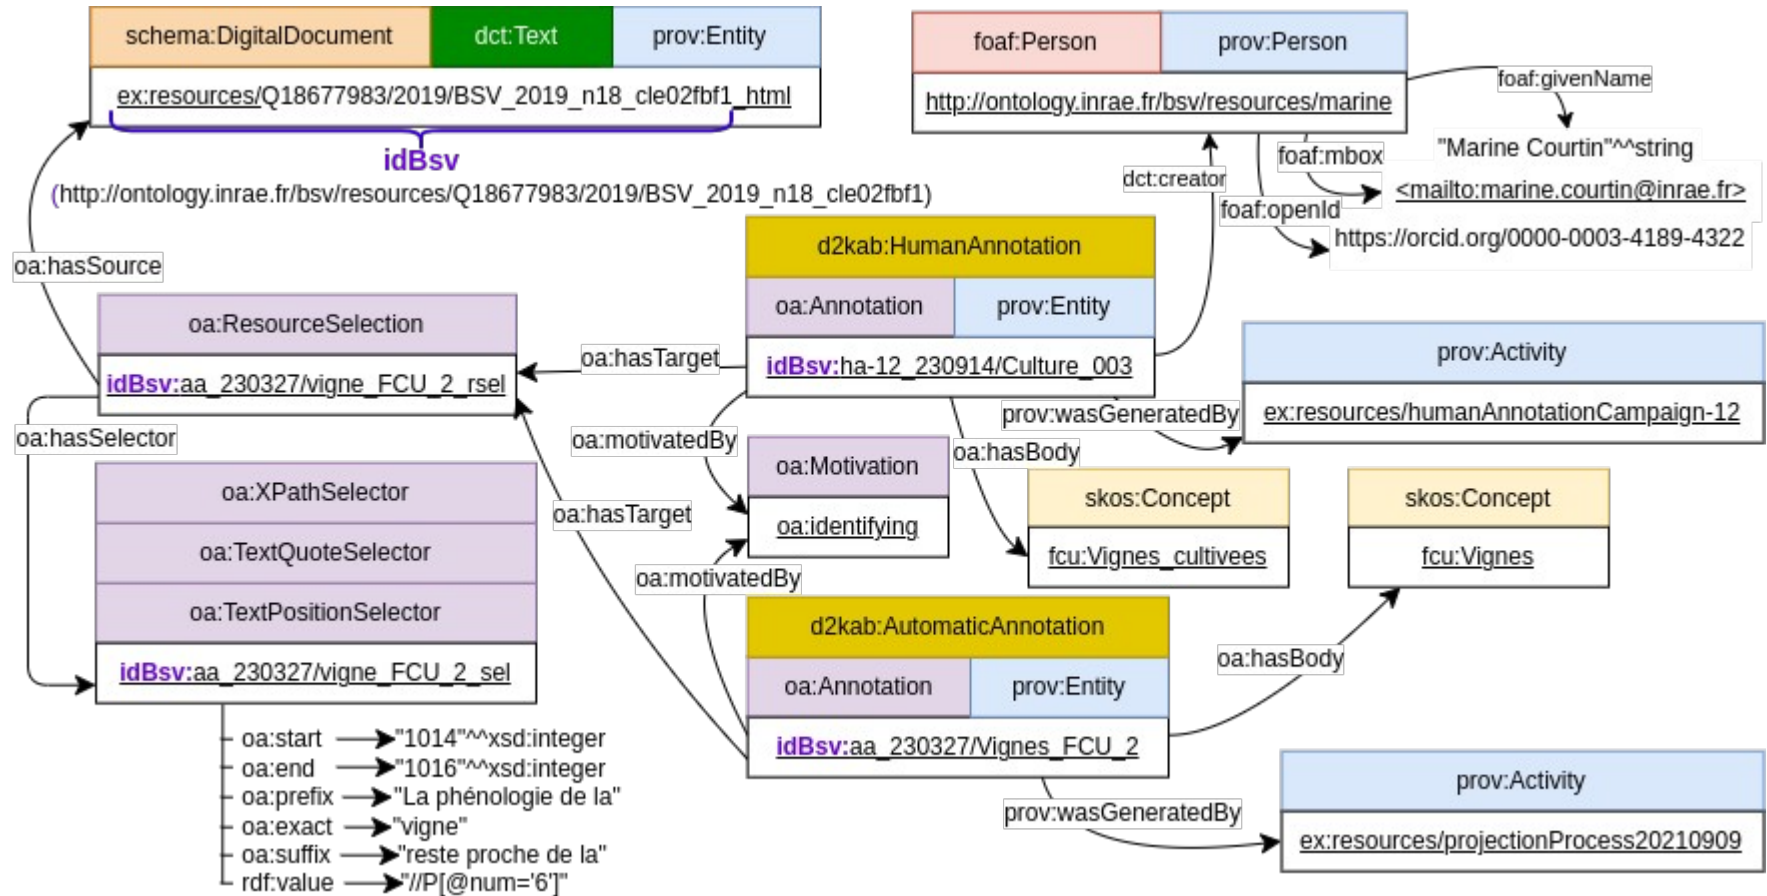 schema:DigitalDocument
dct:Text
prov:Entity
ex:resources/Q18677983/2019/BSV_2019_n18_cle02fbf1_html
idBsv
(http://ontology.inrae.fr/bsv/resources/Q18677983/2019/BSV_2019_n18_cle02fbf1)
foaf:Person
prov:Person
http://ontology.inrae.fr/bsv/resources/marine
foaf:givenName
"Marine Courtin"^^string
foaf:mbox
<mailto:marine.courtin@inrae.fr>
foaf:openId
https://orcid.org/0000-0003-4189-4322
dct:creator
oa:hasSource
d2kab:HumanAnnotation
oa:Annotation
prov:Entity
idBsv:ha-12_230914/Culture_003
oa:ResourceSelection
idBsv:aa_230327/vigne_FCU_2_rsel
oa:hasTarget
prov:Activity
ex:resources/humanAnnotationCampaign-12
prov:wasGeneratedBy
oa:hasSelector
oa:motivatedBy
oa:hasBody
oa:Motivation
oa:identifying
oa:hasTarget
oa:motivatedBy
skos:Concept
fcu:Vignes_cultivees
skos:Concept
fcu:Vignes
oa:XPathSelector
oa:TextQuoteSelector
oa:TextPositionSelector
idBsv:aa_230327/vigne_FCU_2_sel
d2kab:AutomaticAnnotation
oa:Annotation
prov:Entity
idBsv:aa_230327/Vignes_FCU_2
oa:hasBody
prov:wasGeneratedBy
prov:Activity
ex:resources/projectionProcess20210909
oa:start "1014"^^xsd:integer
oa:end "1016"^^xsd:integer
oa:prefix "La phénologie de la"
oa:exact "vigne"
oa:suffix "reste proche de la"
rdf:value "//P[@num='6']"